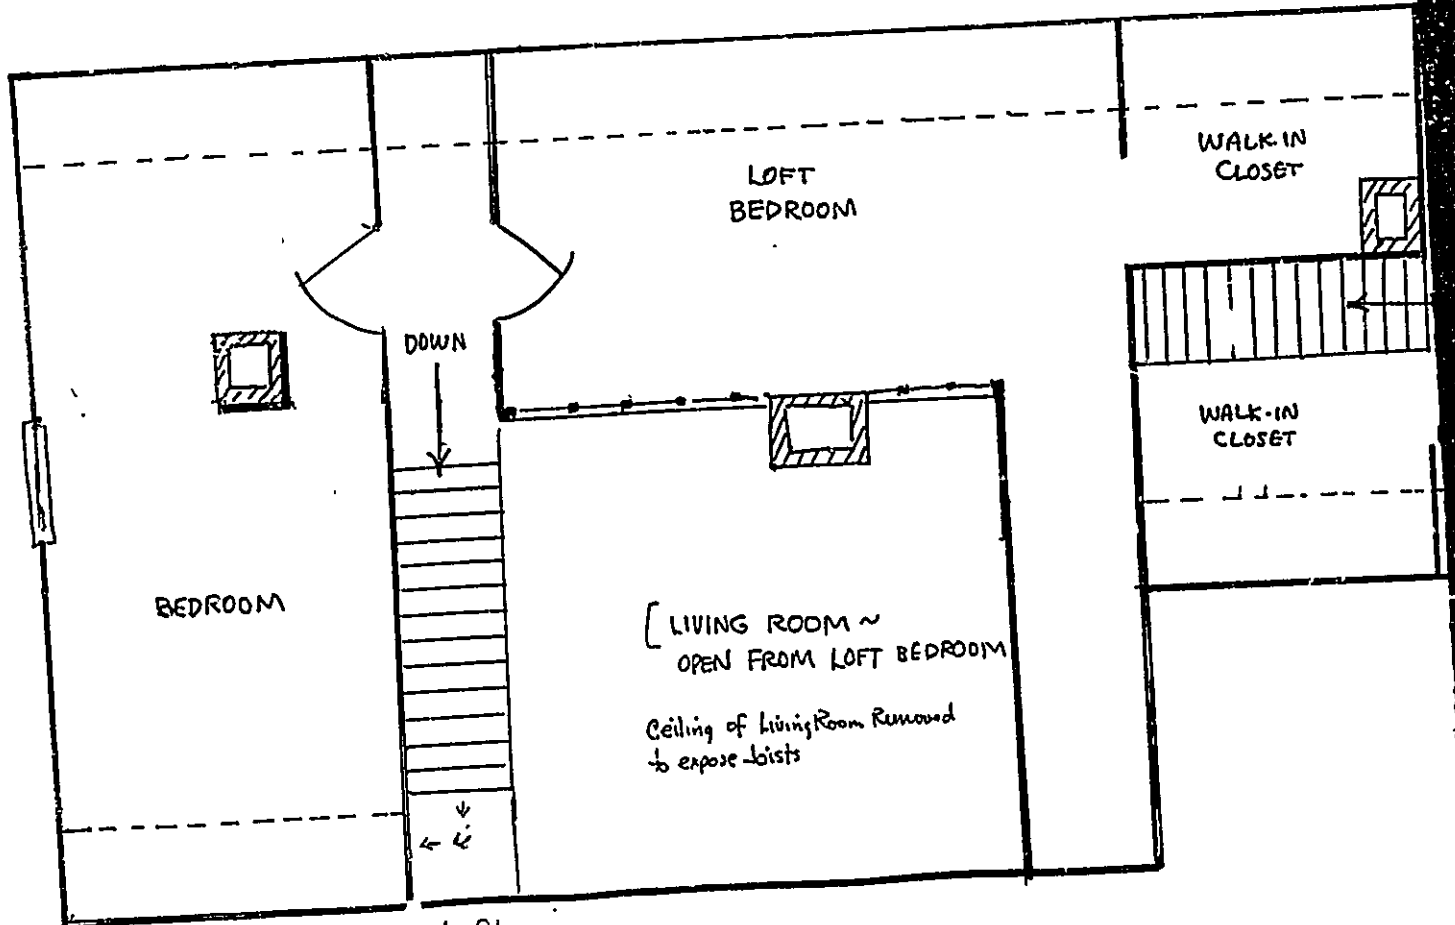 LOFT
BEDROOM
WALK-IN
CLOSET
DOWN
WALK-IN
CLOSET
BEDROOM
[LIVING ROOM ~
OPEN FROM LOFT BEDROOM
Ceiling of Living Room Removed
to expose Joists